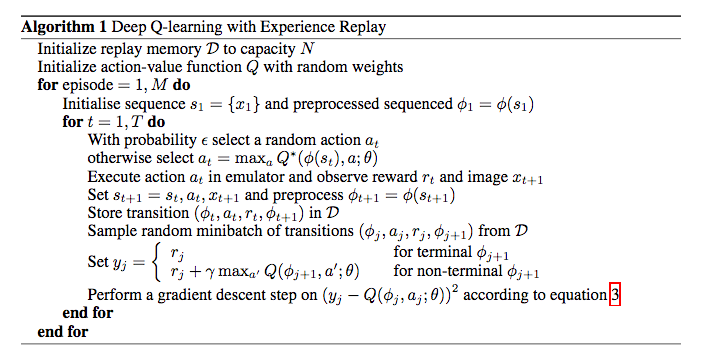 Algorithm 1 Deep Q-learning with Experience Replay
Initialize replay memory 𝒟 to capacity N
Initialize action-value function Q with random weights
for episode = 1, M do
Initialise sequence s₁ = {x₁} and preprocessed sequenced ϕ₁ = ϕ(s₁)
for t = 1, T do
With probability ϵ select a random action aₜ
otherwise select aₜ = maxₐ Q*(ϕ(sₜ), a; θ)
Execute action aₜ in emulator and observe reward rₜ and image xₜ₊₁
Set sₜ₊₁ = sₜ, aₜ, xₜ₊₁ and preprocess ϕₜ₊₁ = ϕ(sₜ₊₁)
Store transition (ϕₜ, aₜ, rₜ, ϕₜ₊₁) in 𝒟
Sample random minibatch of transitions (ϕⱼ, aⱼ, rⱼ, ϕⱼ₊₁) from 𝒟
Set yⱼ = { rⱼ for terminal ϕⱼ₊₁
rⱼ + γ maxₐ′ Q(ϕⱼ₊₁, a′; θ) for non-terminal ϕⱼ₊₁
Perform a gradient descent step on (yⱼ − Q(ϕⱼ, aⱼ; θ))² according to equation 3
end for
end for